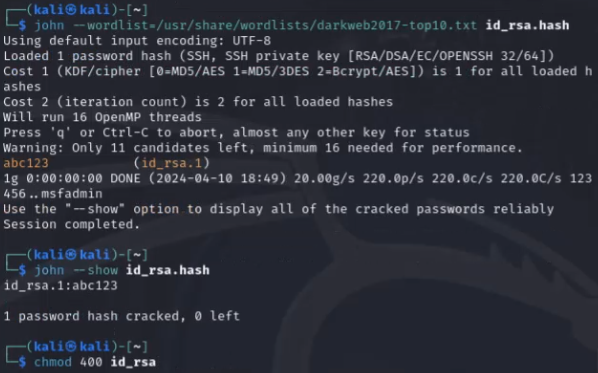 ┌──(kali㉿kali)-[~]
└─$ john --wordlist=/usr/share/wordlists/darkweb2017-top10.txt id_rsa.hash
Using default input encoding: UTF-8
Loaded 1 password hash (SSH, SSH private key [RSA/DSA/EC/OPENSSH 32/64])
Cost 1 (KDF/cipher [0=MD5/AES 1=MD5/3DES 2=Bcrypt/AES]) is 1 for all loaded h
ashes
Cost 2 (iteration count) is 2 for all loaded hashes
Will run 16 OpenMP threads
Press 'q' or Ctrl-C to abort, almost any other key for status
Warning: Only 11 candidates left, minimum 16 needed for performance.
abc123           (id_rsa.1)
1g 0:00:00:00 DONE (2024-04-10 18:49) 20.00g/s 220.0p/s 220.0c/s 220.0C/s 123
456..msfadmin
Use the "--show" option to display all of the cracked passwords reliably
Session completed.
┌──(kali㉿kali)-[~]
└─$ john --show id_rsa.hash
id_rsa.1:abc123
1 password hash cracked, 0 left
┌──(kali㉿kali)-[~]
└─$ chmod 400 id_rsa